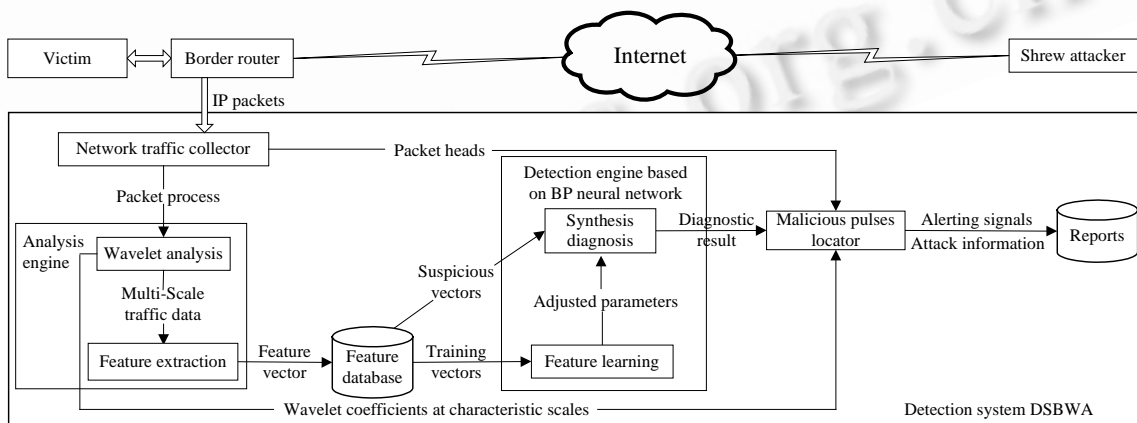 org.cn
Victim
Border router
Internet
Shrew attacker
IP packets
Network traffic collector
Packet heads
Packet process
Detection engine based
on BP neural network
Analysis
engine
Wavelet analysis
Synthesis
diagnosis
Diagnostic
result
Malicious pulses
locator
Alerting signals
Attack information
Reports
Multi-Scale
traffic data
Suspicious
vectors
Adjusted parameters
Feature extraction
Feature
vector
Feature
database
Training
vectors
Feature learning
Wavelet coefficients at characteristic scales
Detection system DSBWA